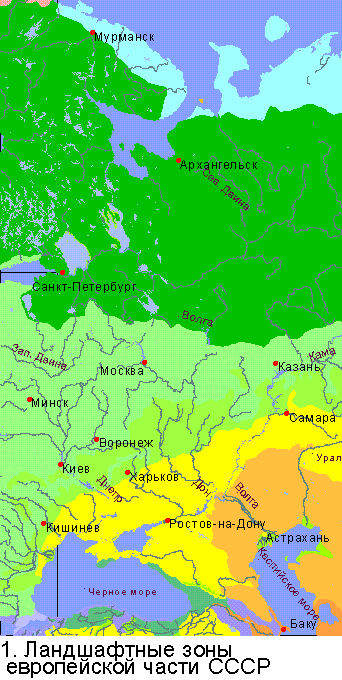 Мурманск
Архангельск
Сев. Двина
Санкт-Петербург
Волга
Зап. Двина
Москва
Казань
Кама
Минск
Самара
Воронеж
Киев
Харьков
Урал
Днепр
Дон
Волга
Кишинев
Ростов-на-Дону
Астрахань
Каспийское море
Черное море
Баку
1. Ландшафтные зоны
европейской части СССР